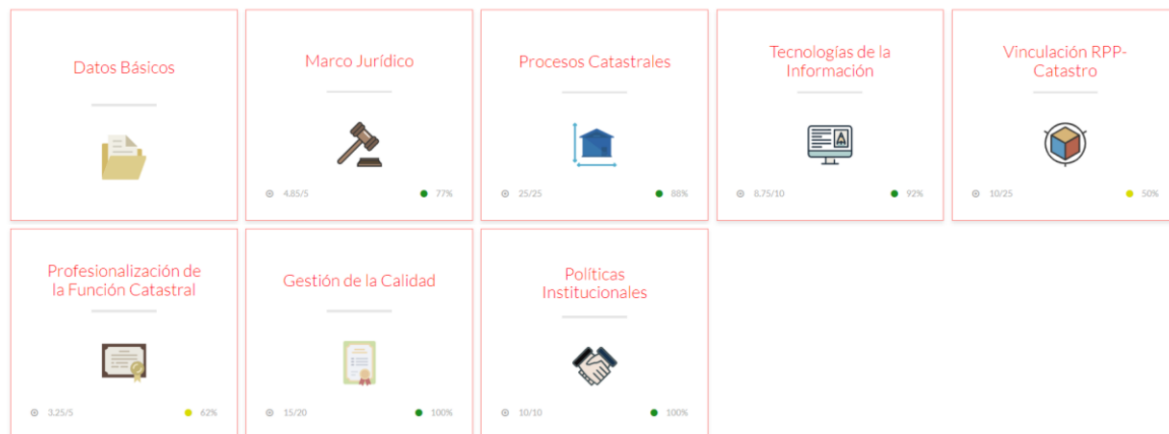 Datos Básicos
Marco Jurídico
4.85/5
77%
Procesos Catastrales
25/25
88%
Tecnologías de la
Información
8.75/10
92%
Vinculación RPP-
Catastro
10/25
50%
Profesionalización de
la Función Catastral
3.25/5
62%
Gestión de la Calidad
15/20
100%
Políticas
Institucionales
10/10
100%